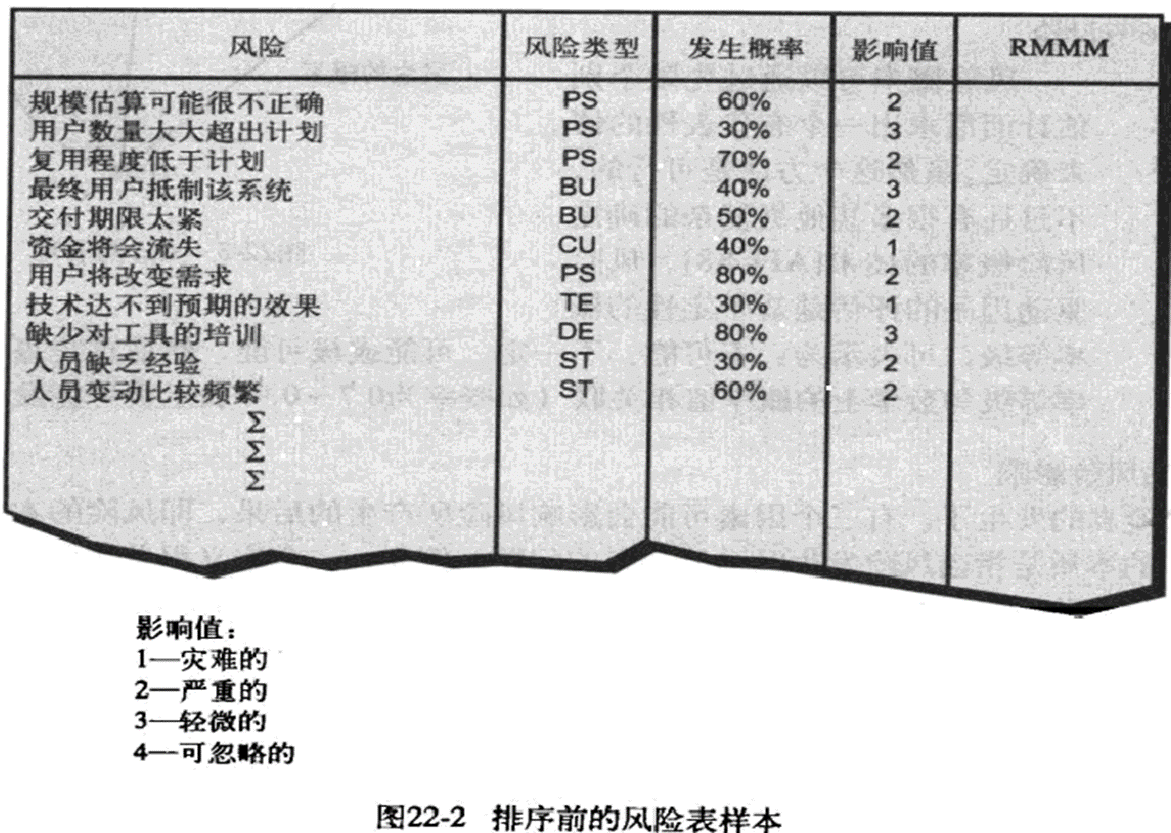 风险 风险类型 发生概率 影响值 RMMM
规模估算可能很不正确 PS 60% 2
用户数量大大超出计划 PS 30% 3
复用程度低于计划 PS 70% 2
最终用户抵制该系统 BU 40% 3
交付期限太紧 BU 50% 2
资金将会流失 CU 40% 1
用户将改变需求 PS 80% 2
技术达不到预期的效果 TE 30% 1
缺少对工具的培训 DE 80% 3
人员缺乏经验 ST 30% 2
人员变动比较频繁 ST 60% 2
Σ
Σ
Σ
影响值：
1—灾难的
2—严重的
3—轻微的
4—可忽略的
图22-2 排序前的风险表样本